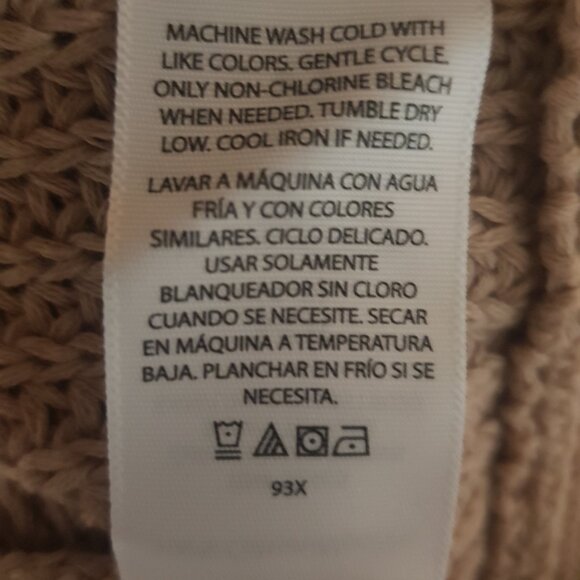 MACHINE WASH COLD WITH
LIKE COLORS. GENTLE CYCLE.
ONLY NON-CHLORINE BLEACH
WHEN NEEDED. TUMBLE DRY
LOW. COOL IRON IF NEEDED.
LAVAR A MÁQUINA CON AGUA
FRÍA Y CON COLORES
SIMILARES. CICLO DELICADO.
USAR SOLAMENTE
BLANQUEADOR SIN CLORO
CUANDO SE NECESITE. SECAR
EN MÁQUINA A TEMPERATURA
BAJA. PLANCHAR EN FRÍO SI SE
NECESITA.
93X